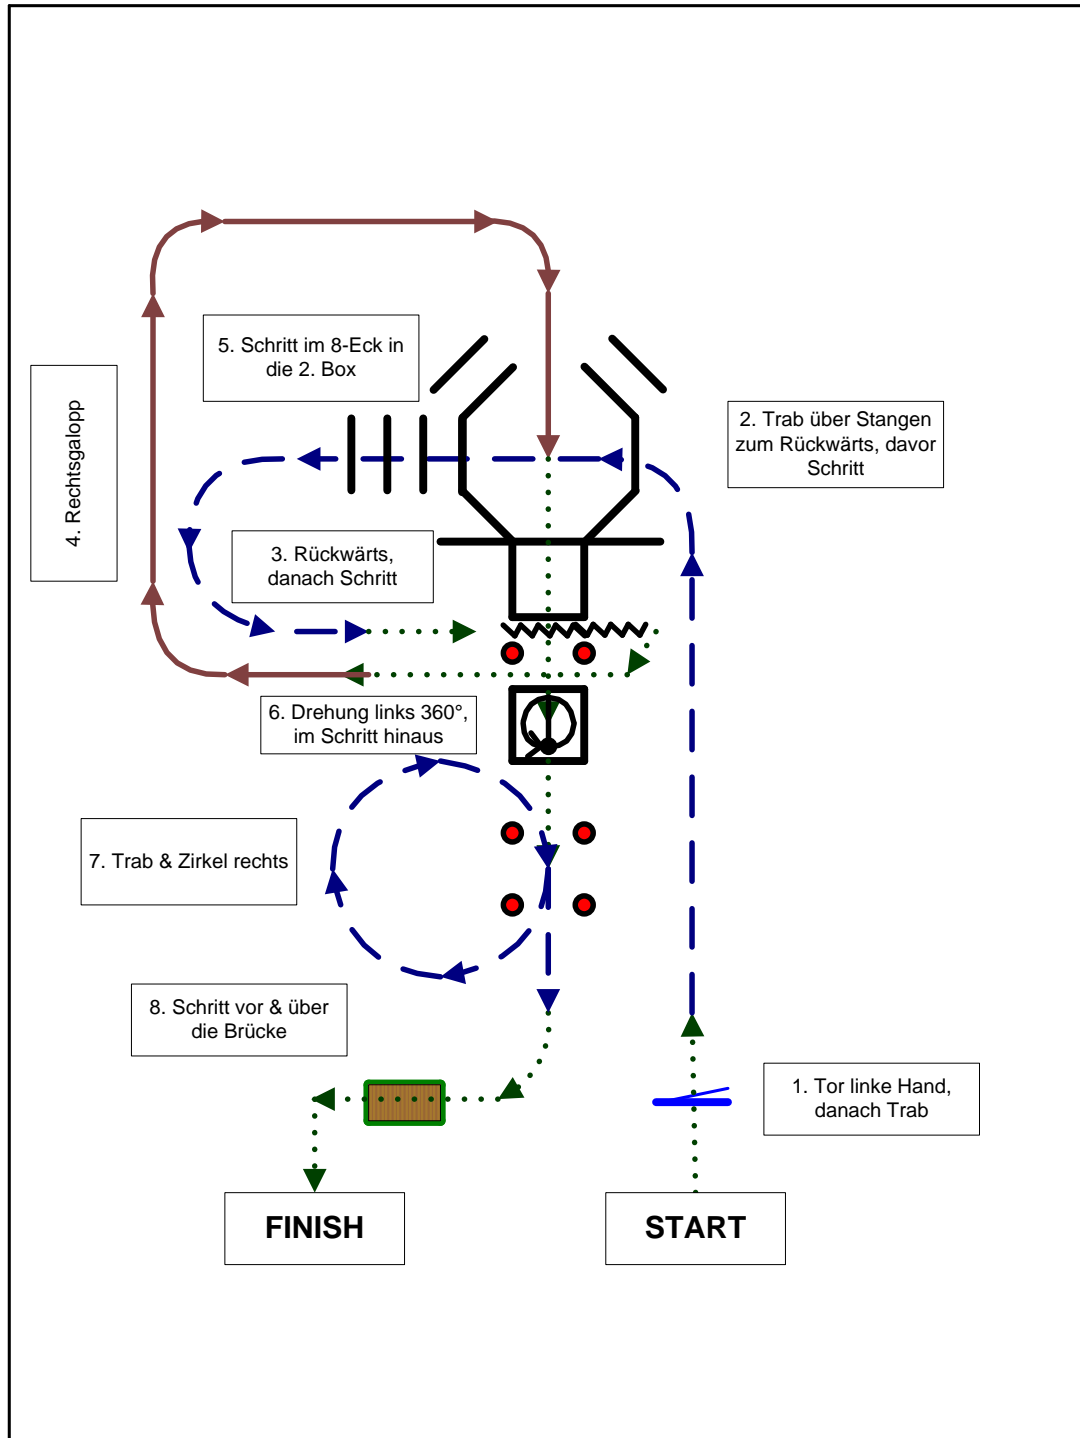 5. Schritt im 8-Eck in
die 2. Box
4. Rechtsgalopp
2. Trab über Stangen
zum Rückwärts, davor
Schritt
3. Rückwärts,
danach Schritt
6. Drehung links 360°,
im Schritt hinaus
7. Trab & Zirkel rechts
8. Schritt vor & über
die Brücke
1. Tor linke Hand,
danach Trab
FINISH
START